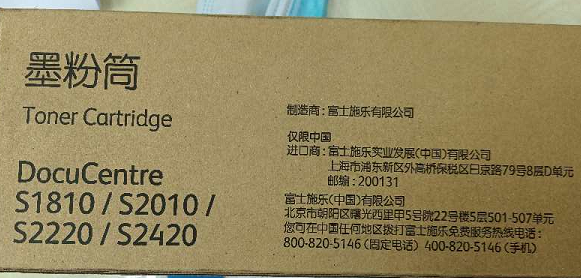 墨粉筒
Toner Cartridge
DocuCentre
S1810 / S2010 /
S2220 / S2420
制造商：富士施乐有限公司
仅限中国
进口商：富士施乐实业发展(中国)有限公司
上海市浦东新区外高桥保税区日京路79号8层D单元
邮编：200131
富士施乐(中国)有限公司
北京市朝阳区曙光西里甲5号院22号楼5层501-507单元
您可在中国任何地区拨打富士施乐免费服务热线电话：
800-820-5146 (固定电话) 400-820-5146 (手机)